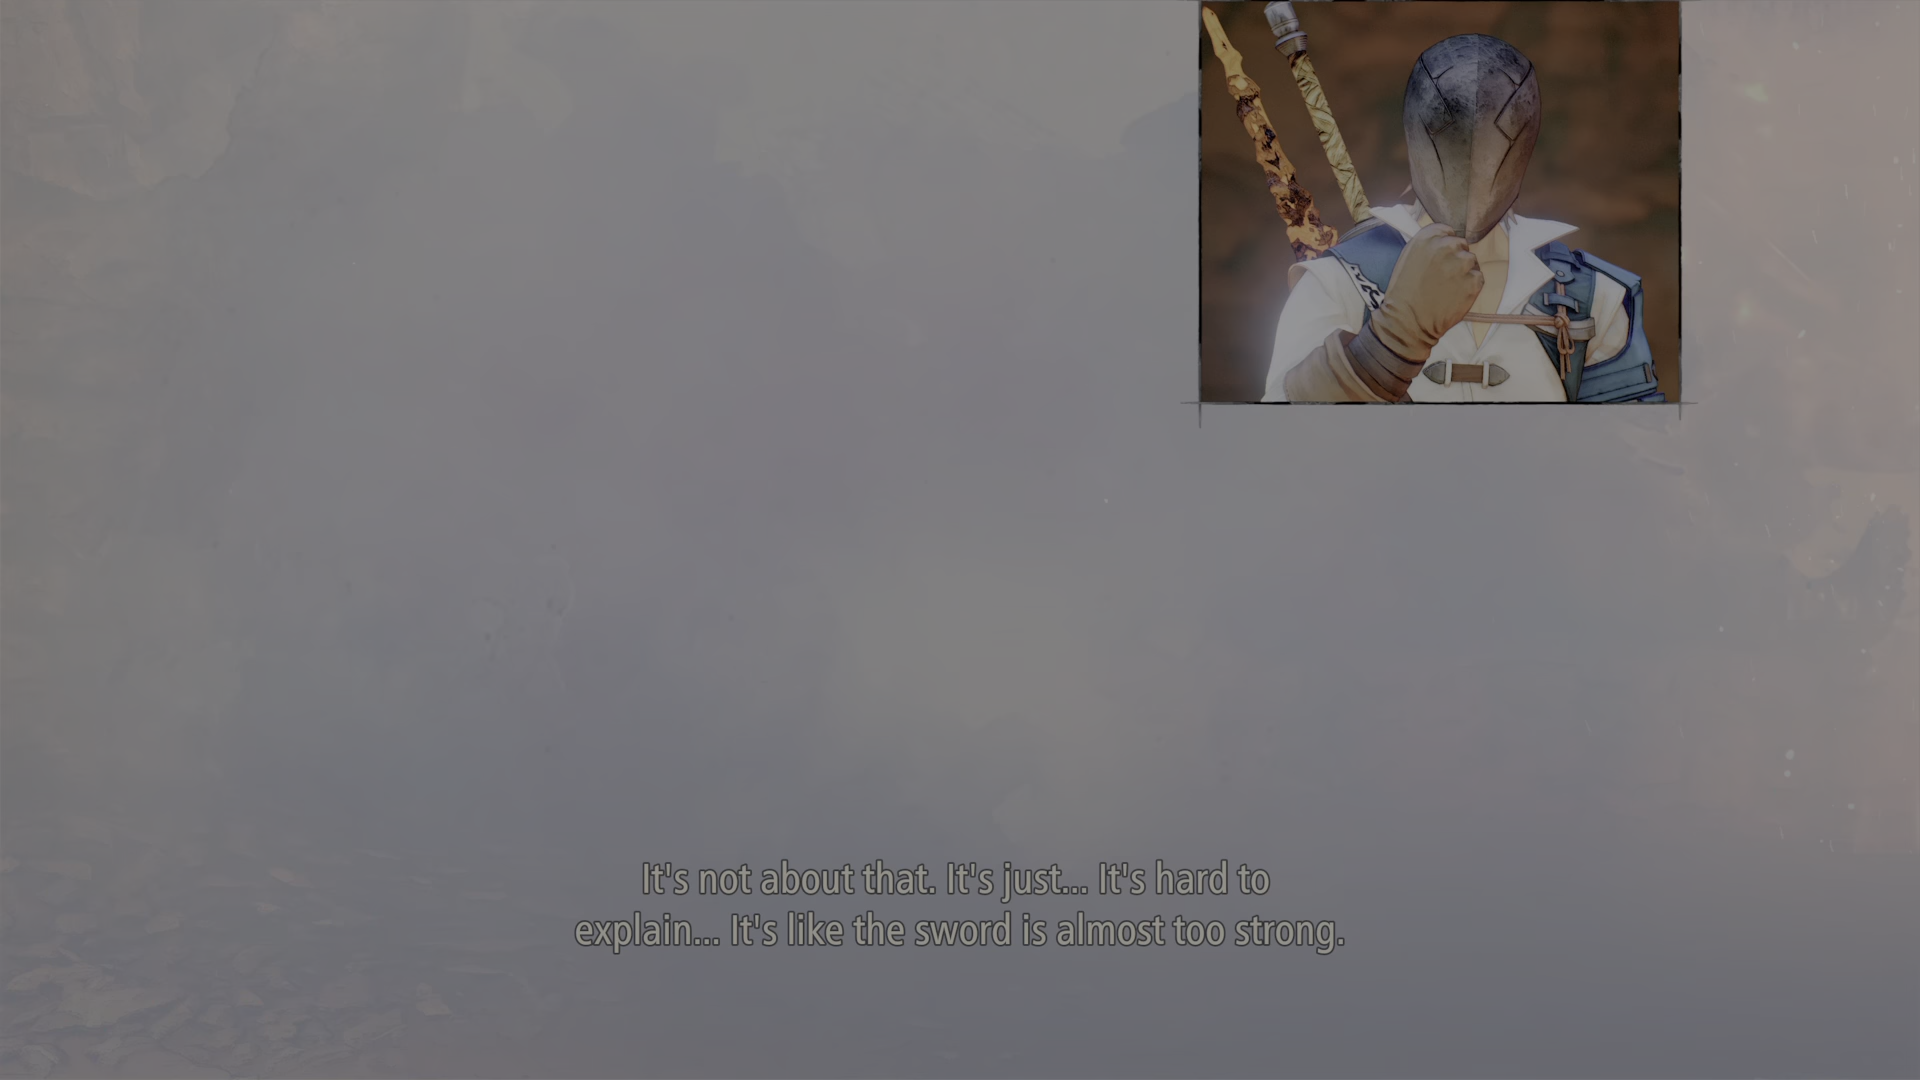 It's not about that. It's just... It's hard to
explain... It's like the sword is almost too strong.